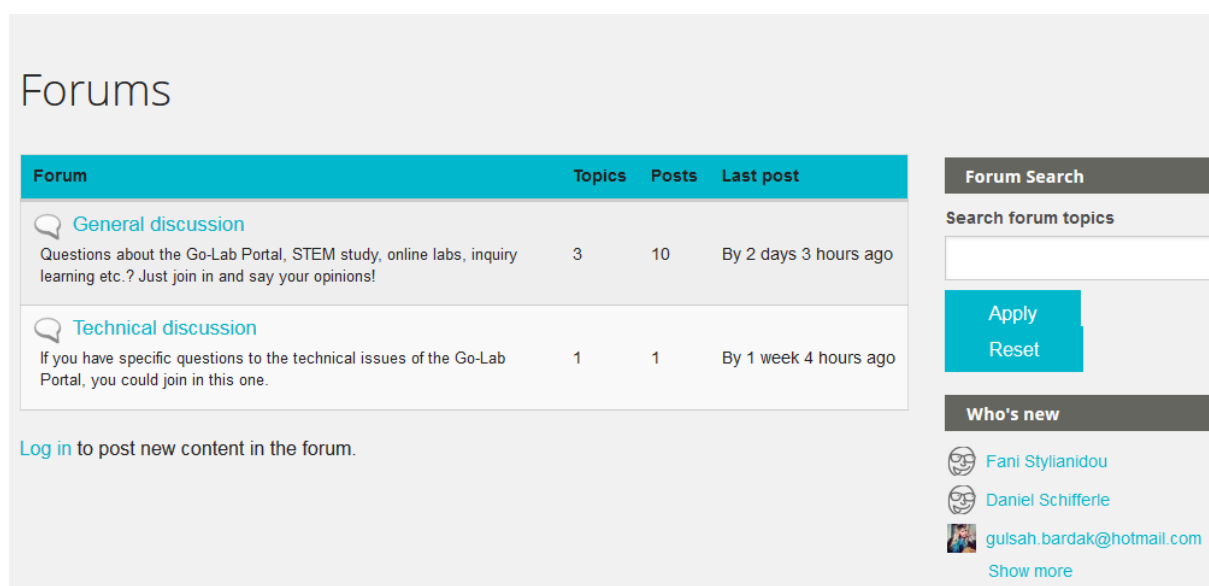 Forums
Forum Topics Posts Last post
General discussion
Questions about the Go-Lab Portal, STEM study, online labs, inquiry
learning etc.? Just join in and say your opinions!
3 10 By 2 days 3 hours ago
Technical discussion
If you have specific questions to the technical issues of the Go-Lab
Portal, you could join in this one.
1 1 By 1 week 4 hours ago
Log in to post new content in the forum.
Forum Search
Search forum topics
Apply
Reset
Who's new
Fani Stylianidou
Daniel Schifferle
gulsah.bardak@hotmail.com
Show more